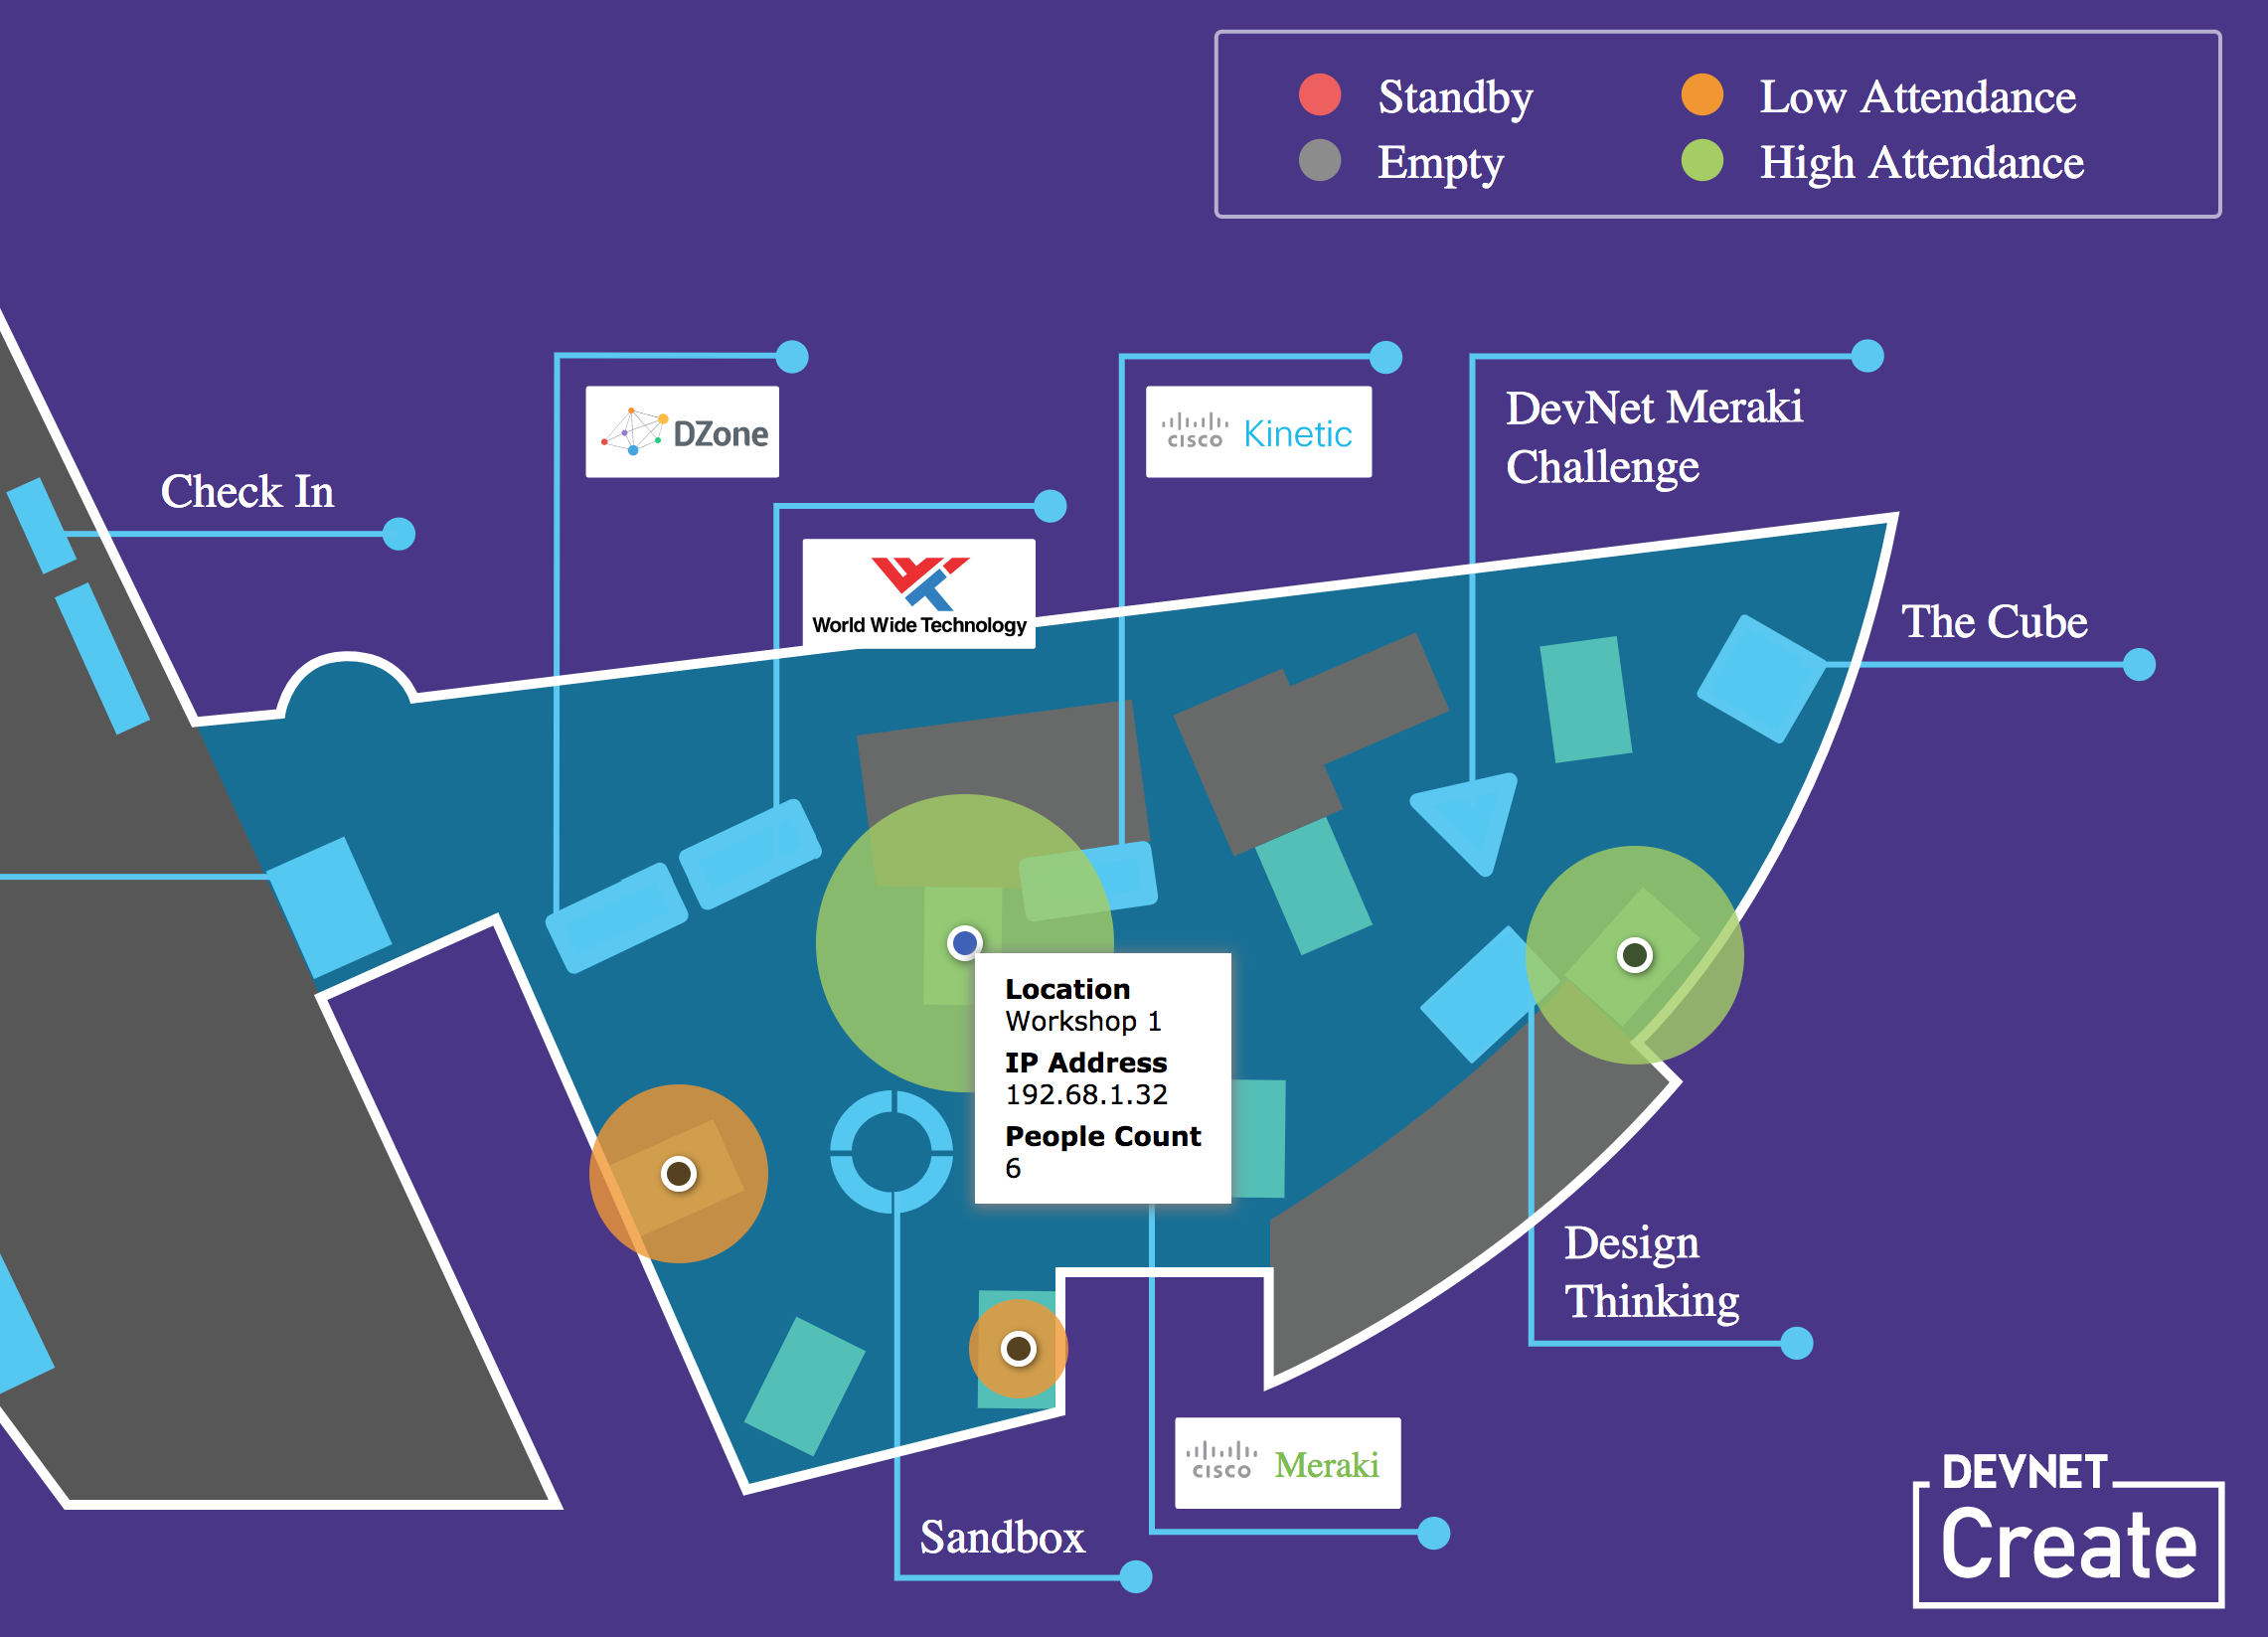 Standby
Low Attendance
Empty
High Attendance
DZone
CISCO Kinetic
DevNet Meraki
Challenge
Check In
World Wide Technology
The Cube
Location
Workshop 1
IP Address
192.68.1.32
People Count
6
Design
Thinking
CISCO Meraki
Sandbox
DEVNET
Create